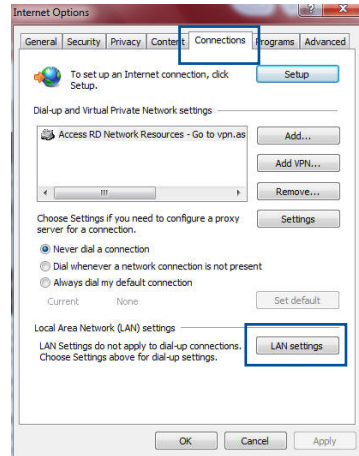 Internet Options
General Security Privacy Content Connections Programs Advanced
To set up an Internet connection, click
Setup.
Setup
Dial-up and Virtual Private Network settings
Access RD Network Resources - Go to vpn.as
Add...
Add VPN...
Remove...
Choose Settings if you need to configure a proxy
server for a connection.
Settings
Never dial a connection
Dial whenever a network connection is not present
Always dial my default connection
Current None
Set default
Local Area Network (LAN) settings
LAN Settings do not apply to dial-up connections.
Choose Settings above for dial-up settings.
LAN settings
OK Cancel Apply